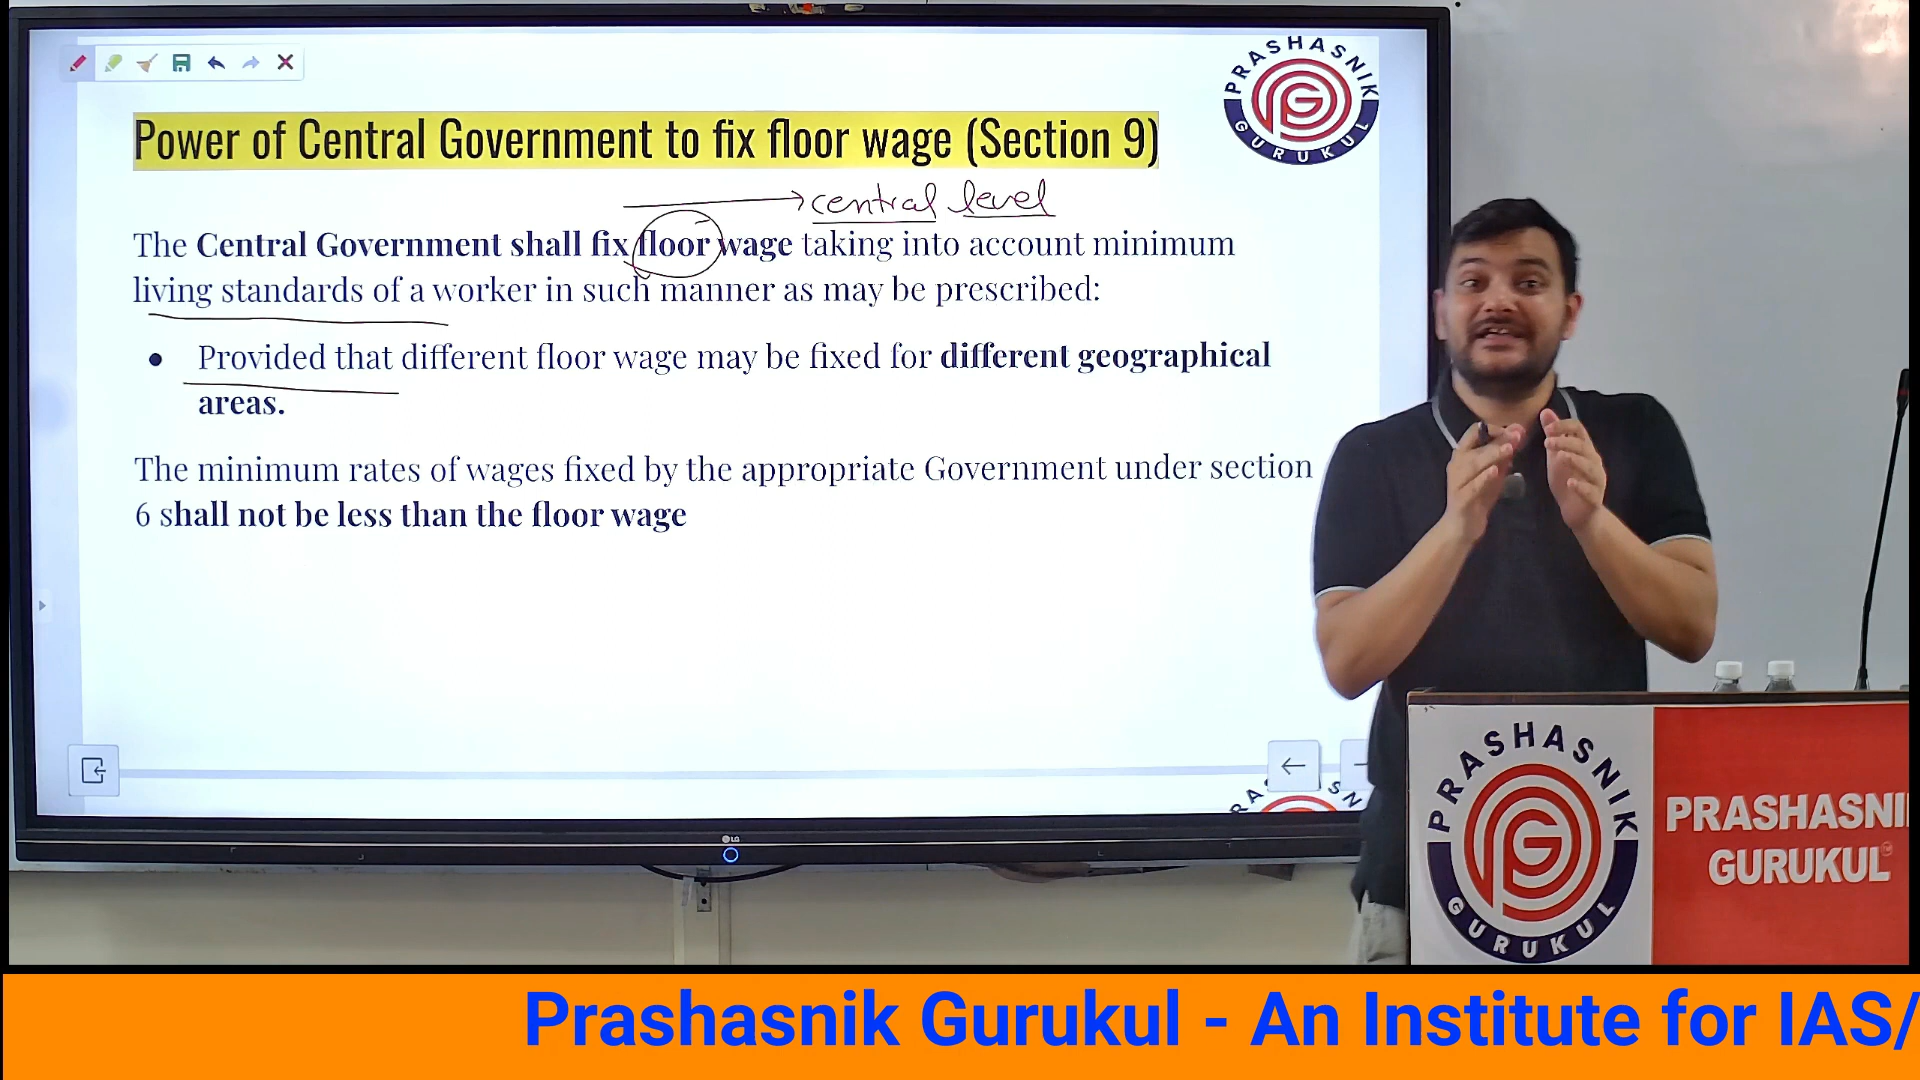 PRASHASNIK
GURUKUL
Power of Central Government to fix floor wage (Section 9)
central level
The Central Government shall fix floor wage taking into account minimum
living standards of a worker in such manner as may be prescribed:
● Provided that different floor wage may be fixed for different geographical
areas.
The minimum rates of wages fixed by the appropriate Government under section
6 shall not be less than the floor wage
LG
PRASHASNIK
GURUKUL
PRASHASNI
GURUKUL
Prashasnik Gurukul - An Institute for IAS/